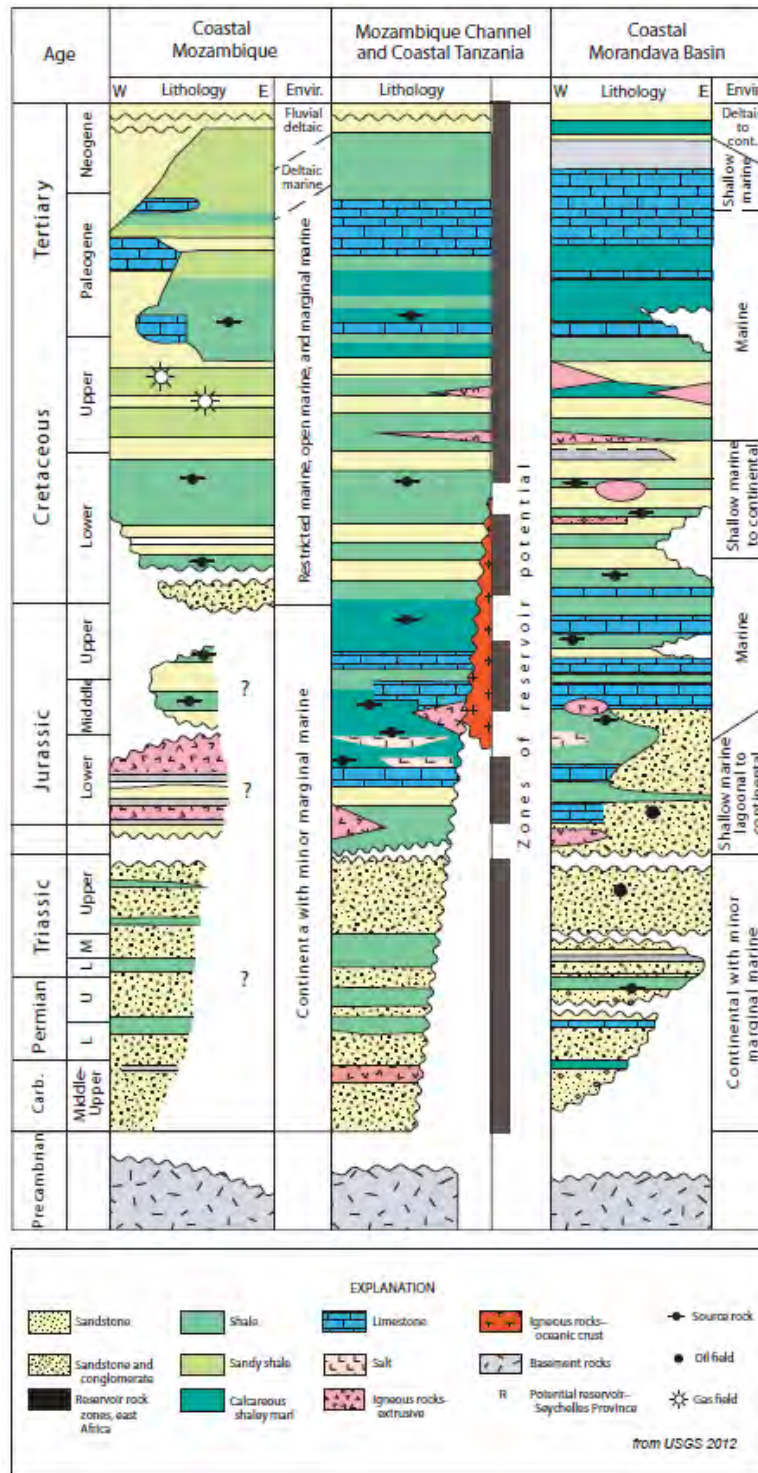 Age
Coastal
Mozambique
Mozambique Channel
and Coastal Tanzania
Coastal
Morandava Basin
W Lithology E
Envir.
Lithology
W Lithology E
Envir
Tertiary
Neogene
Paleogene
Cretaceous
Upper
Lower
Jurassic
Upper
Midddle
Lower
Triassic
Upper
M
L
Permian
U
L
Carb.
Middle-
Upper
Precambrian
Fluvial
deltaic
Deltaic
marine
Restricted marine, open marine, and marginal marine
Continenta with minor marginal marine
?
?
?
Zones of reservoir potential
Deltaic
to
cont.
Shallow
marine
Marine
Shallow marine
to continental
Marine
Shallow marine
lagoonal to
continental
Continental with minor
marginal marine
EXPLANATION
Sandstone
Shale
Limestone
Igneous rocks–
oceanic crust
Source rock
Sandstone and
conglomerate
Sandy shale
Salt
Basement rocks
Oil field
Reservoir rock
zones, east
Africa
Calcareous
shaley marl
Igneous rocks-
extrusive
R
Potential reservoir–
Seychelles Province
Gas field
from USGS 2012